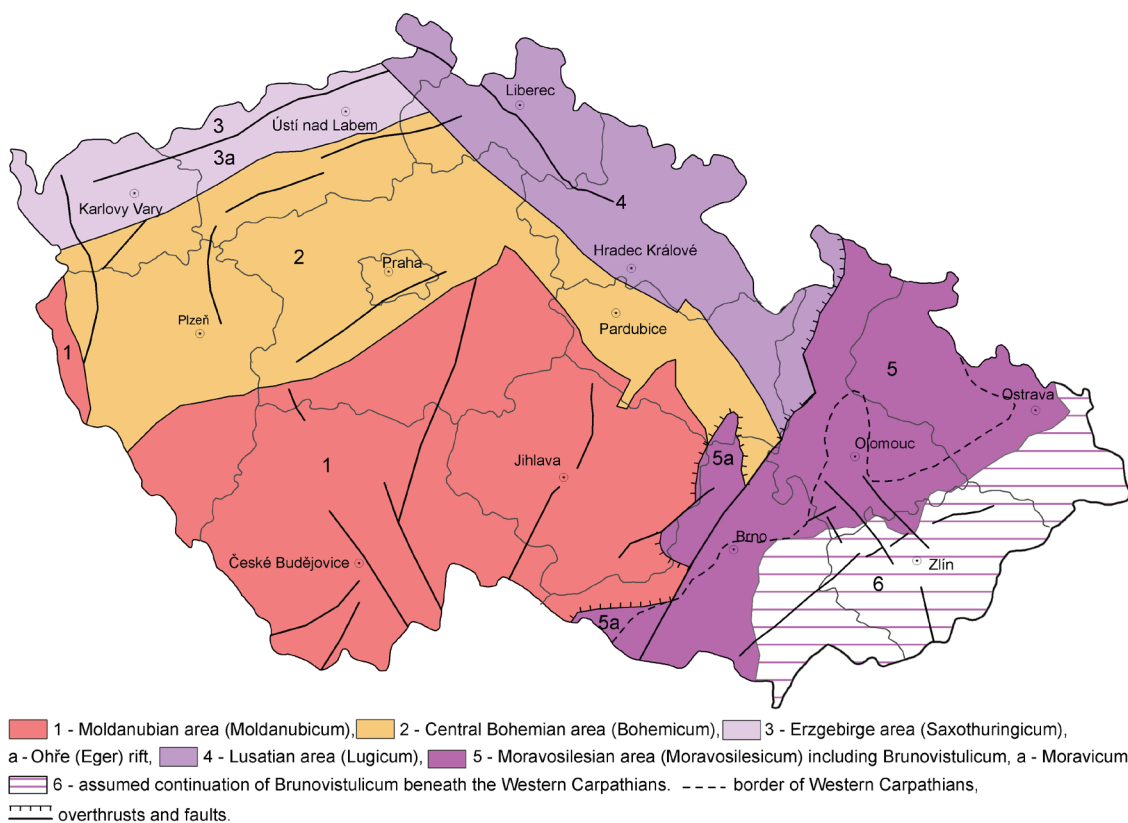 Liberec
3
Ústí nad Labem
3a
Karlovy Vary
4
Hradec Králové
2
Praha
Plzeň
Pardubice
1
5
Ostrava
Olomouc
5a
Jihlava
1
Brno
České Budějovice
Zlín
6
5a
1 - Moldanubian area (Moldanubicum), 2 - Central Bohemian area (Bohemicum), 3 - Erzgebirge area (Saxothuringicum),
a - Ohře (Eger) rift, 4 - Lusatian area (Lugicum), 5 - Moravosilesian area (Moravosilesicum) including Brunovistulicum, a - Moravicum
6 - assumed continuation of Brunovistulicum beneath the Western Carpathians. border of Western Carpathians,
overthrusts and faults.